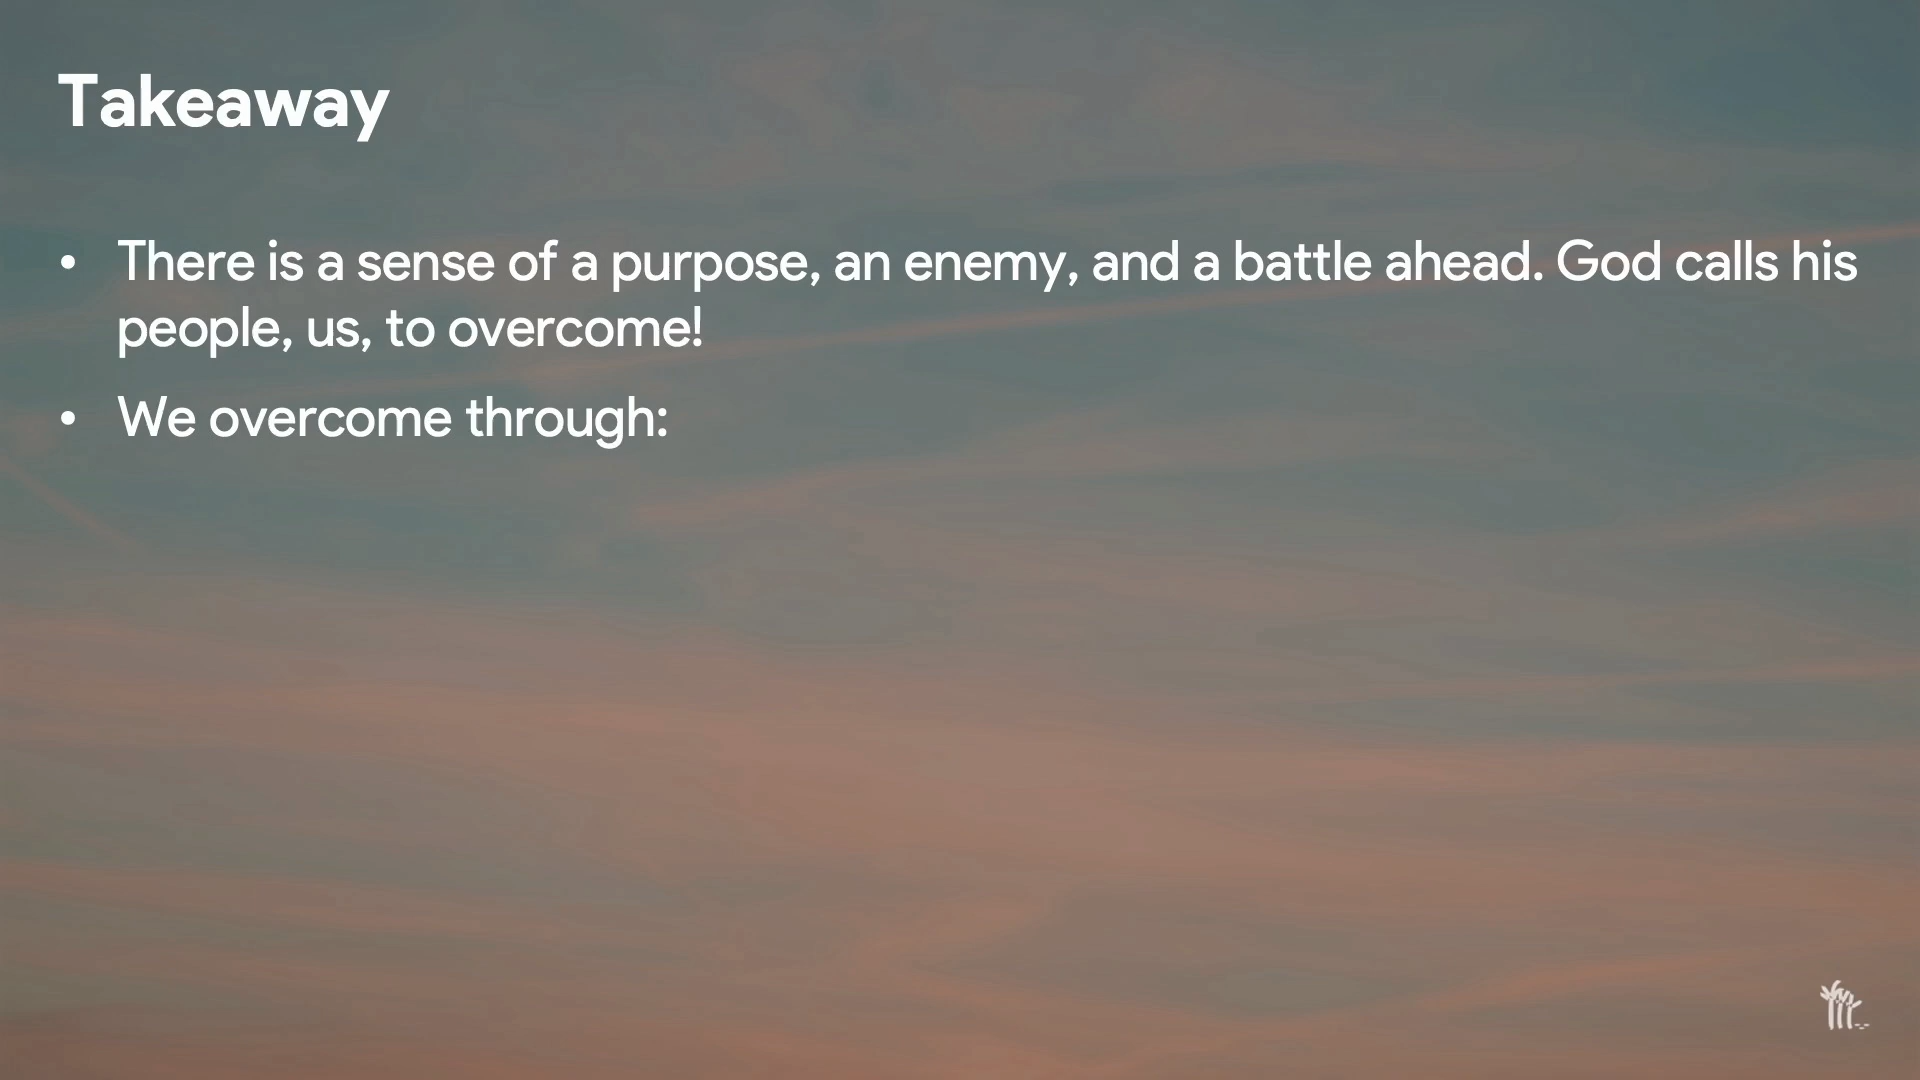 Takeaway
• There is a sense of a purpose, an enemy, and a battle ahead. God calls his
people, us, to overcome!
• We overcome through: